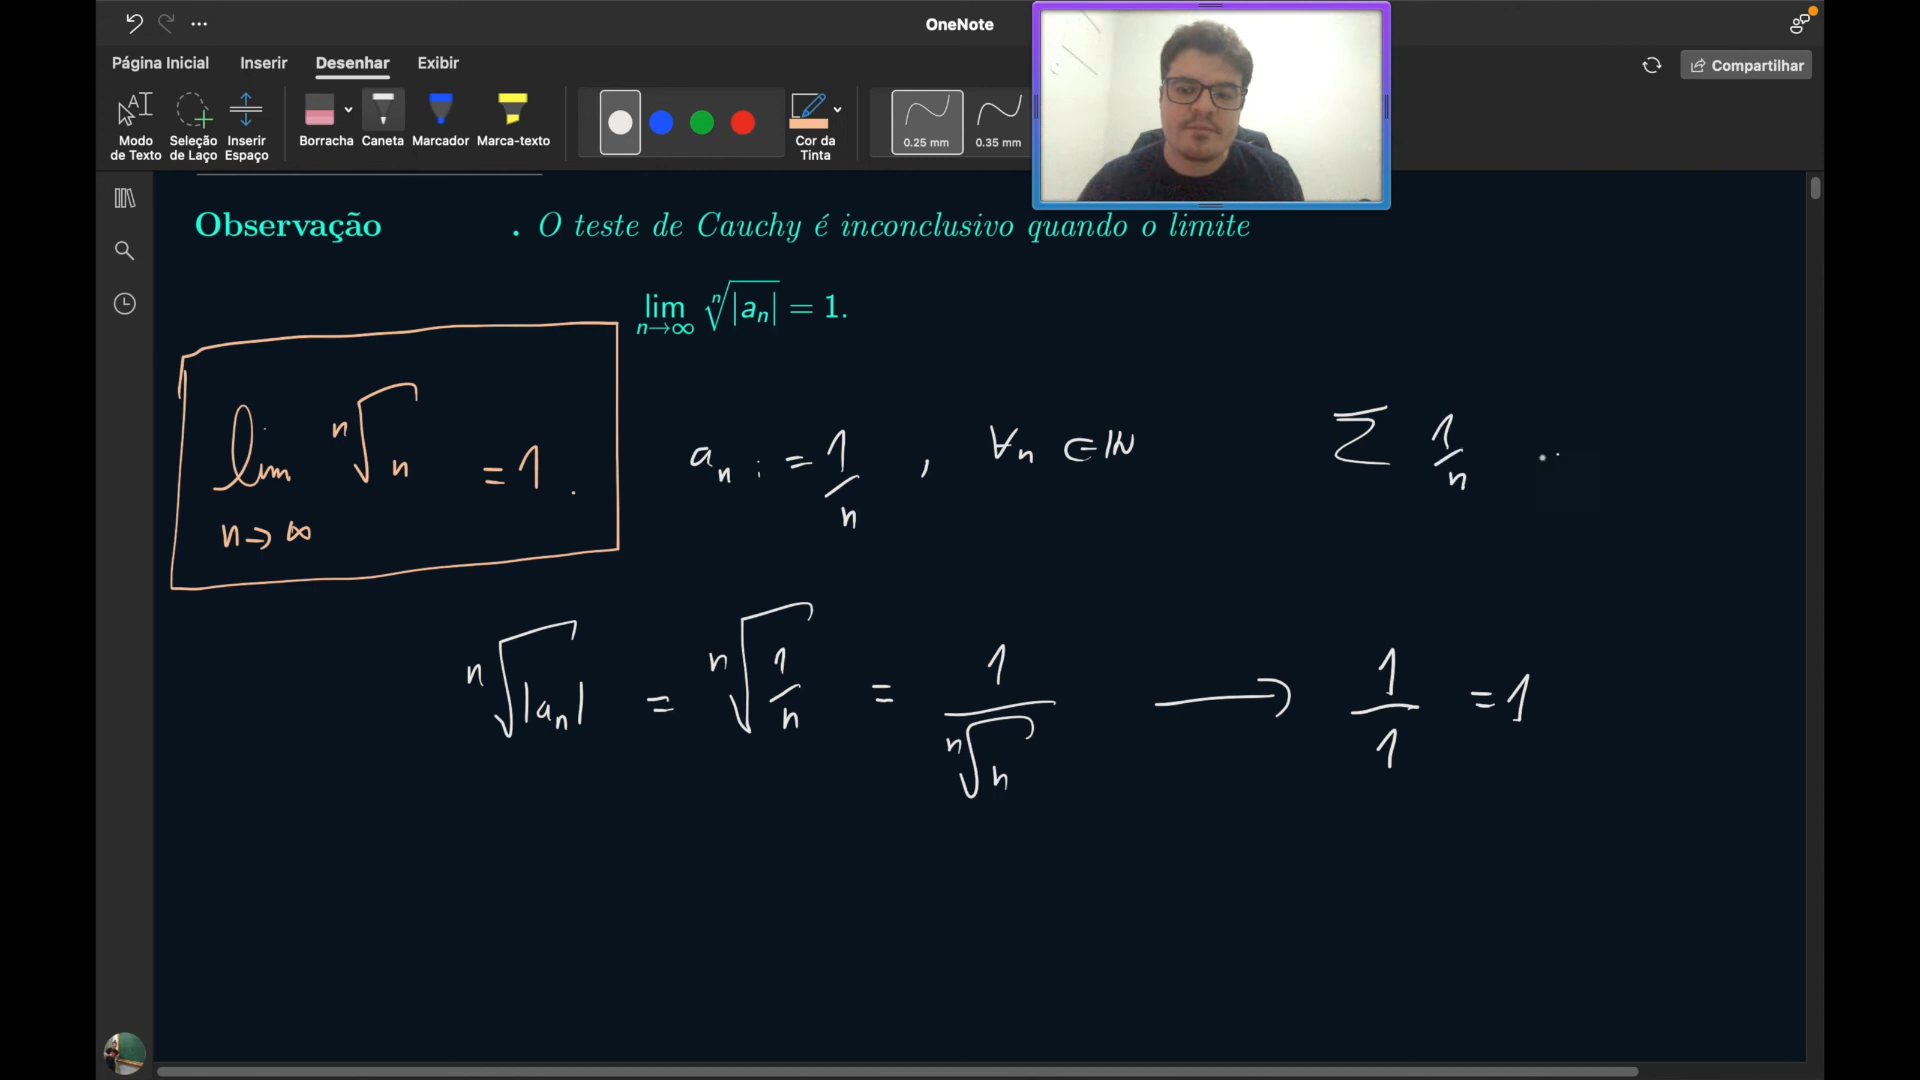 OneNote
Página Inicial Inserir Desenhar Exibir
Compartilhar
Modo de Texto
Seleção de Laço
Inserir Espaço
Borracha
Caneta
Marcador
Marca-texto
Cor da Tinta
0.25 mm
0.35 mm
Observação . O teste de Cauchy é inconclusivo quando o limite
lim n→∞ ⁿ√|aₙ| = 1.
lim n→∞ ⁿ√n = 1.
aₙ := 1/n , ∀n ∈ ℕ
Σ 1/n
ⁿ√|aₙ| = ⁿ√(1/n) = 1/ⁿ√n ⟶ 1/1 = 1